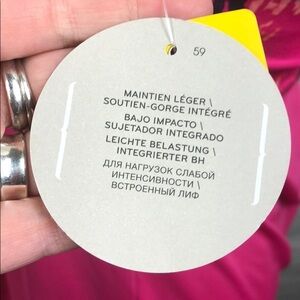 59
MAINTIEN LÉGER \
SOUTIEN-GORGE INTÉGRÉ
BAJO IMPACTO \
SUJETADOR INTEGRADO
LEICHTE BELASTUNG \
INTEGRIERTER BH
ДЛЯ НАГРУЗОК СЛАБОЙ
ИНТЕНСИВНОСТИ \
ВСТРОЕННЫЙ ЛИФ